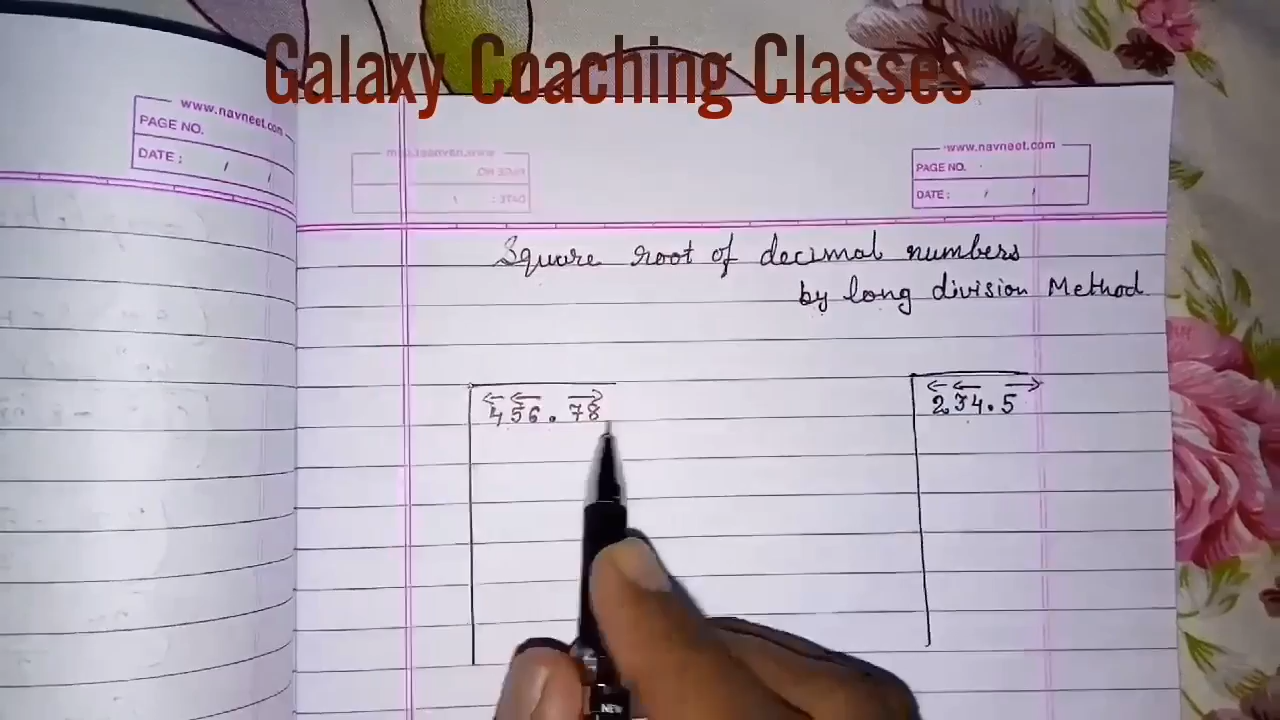 Galaxy Coaching Classes
www.navneet.com
PAGE NO.
DATE : / /
www.navneet.com
PAGE NO.
DATE : / /
Square root of decimal numbers
by long division Method
456.78
234.5
NEW